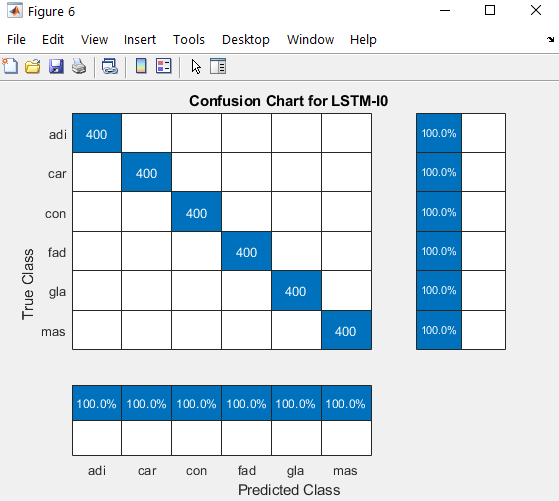 Figure 6
File Edit View Insert Tools Desktop Window Help
Confusion Chart for LSTM-I0
True Class
adi 400 100.0%
car 400 100.0%
con 400 100.0%
fad 400 100.0%
gla 400 100.0%
mas 400 100.0%
100.0% 100.0% 100.0% 100.0% 100.0% 100.0%
adi car con fad gla mas
Predicted Class